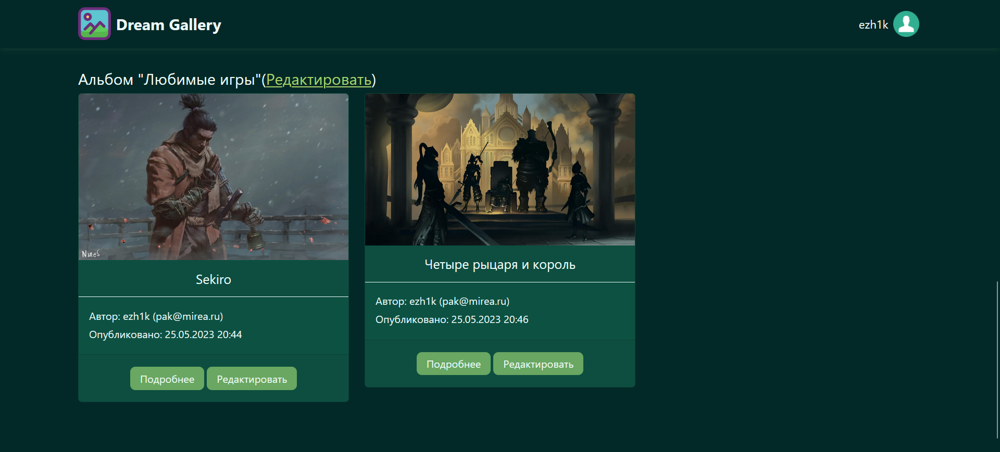 Dream Gallery
ezh1k
Альбом "Любимые игры"(Редактировать)
NineS
Sekiro
Автор: ezh1k (pak@mirea.ru)
Опубликовано: 25.05.2023 20:44
Подробнее Редактировать
Четыре рыцаря и король
Автор: ezh1k (pak@mirea.ru)
Опубликовано: 25.05.2023 20:46
Подробнее Редактировать